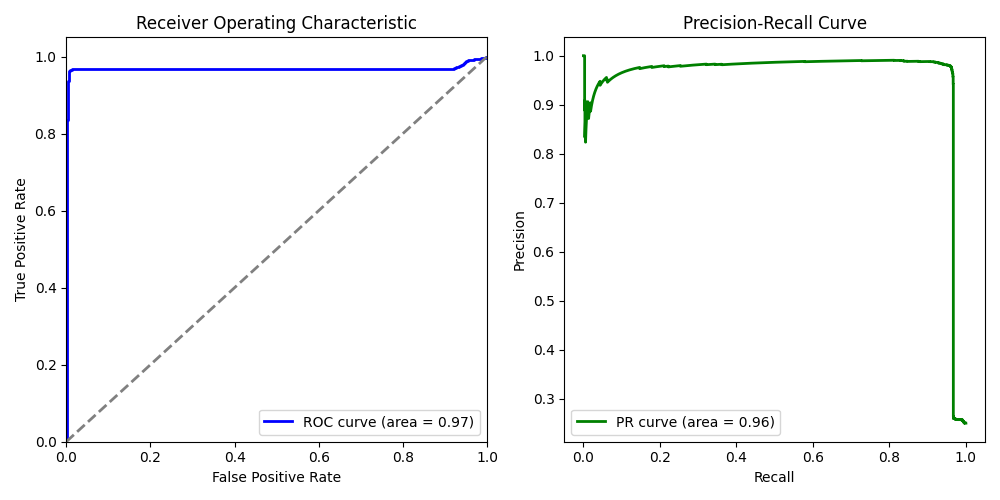 Receiver Operating Characteristic
True Positive Rate
1.0
0.8
0.6
0.4
0.2
0.0
0.0 0.2 0.4 0.6 0.8 1.0
False Positive Rate
ROC curve (area = 0.97)
Precision-Recall Curve
Precision
1.0
0.9
0.8
0.7
0.6
0.5
0.4
0.3
0.0 0.2 0.4 0.6 0.8 1.0
Recall
PR curve (area = 0.96)